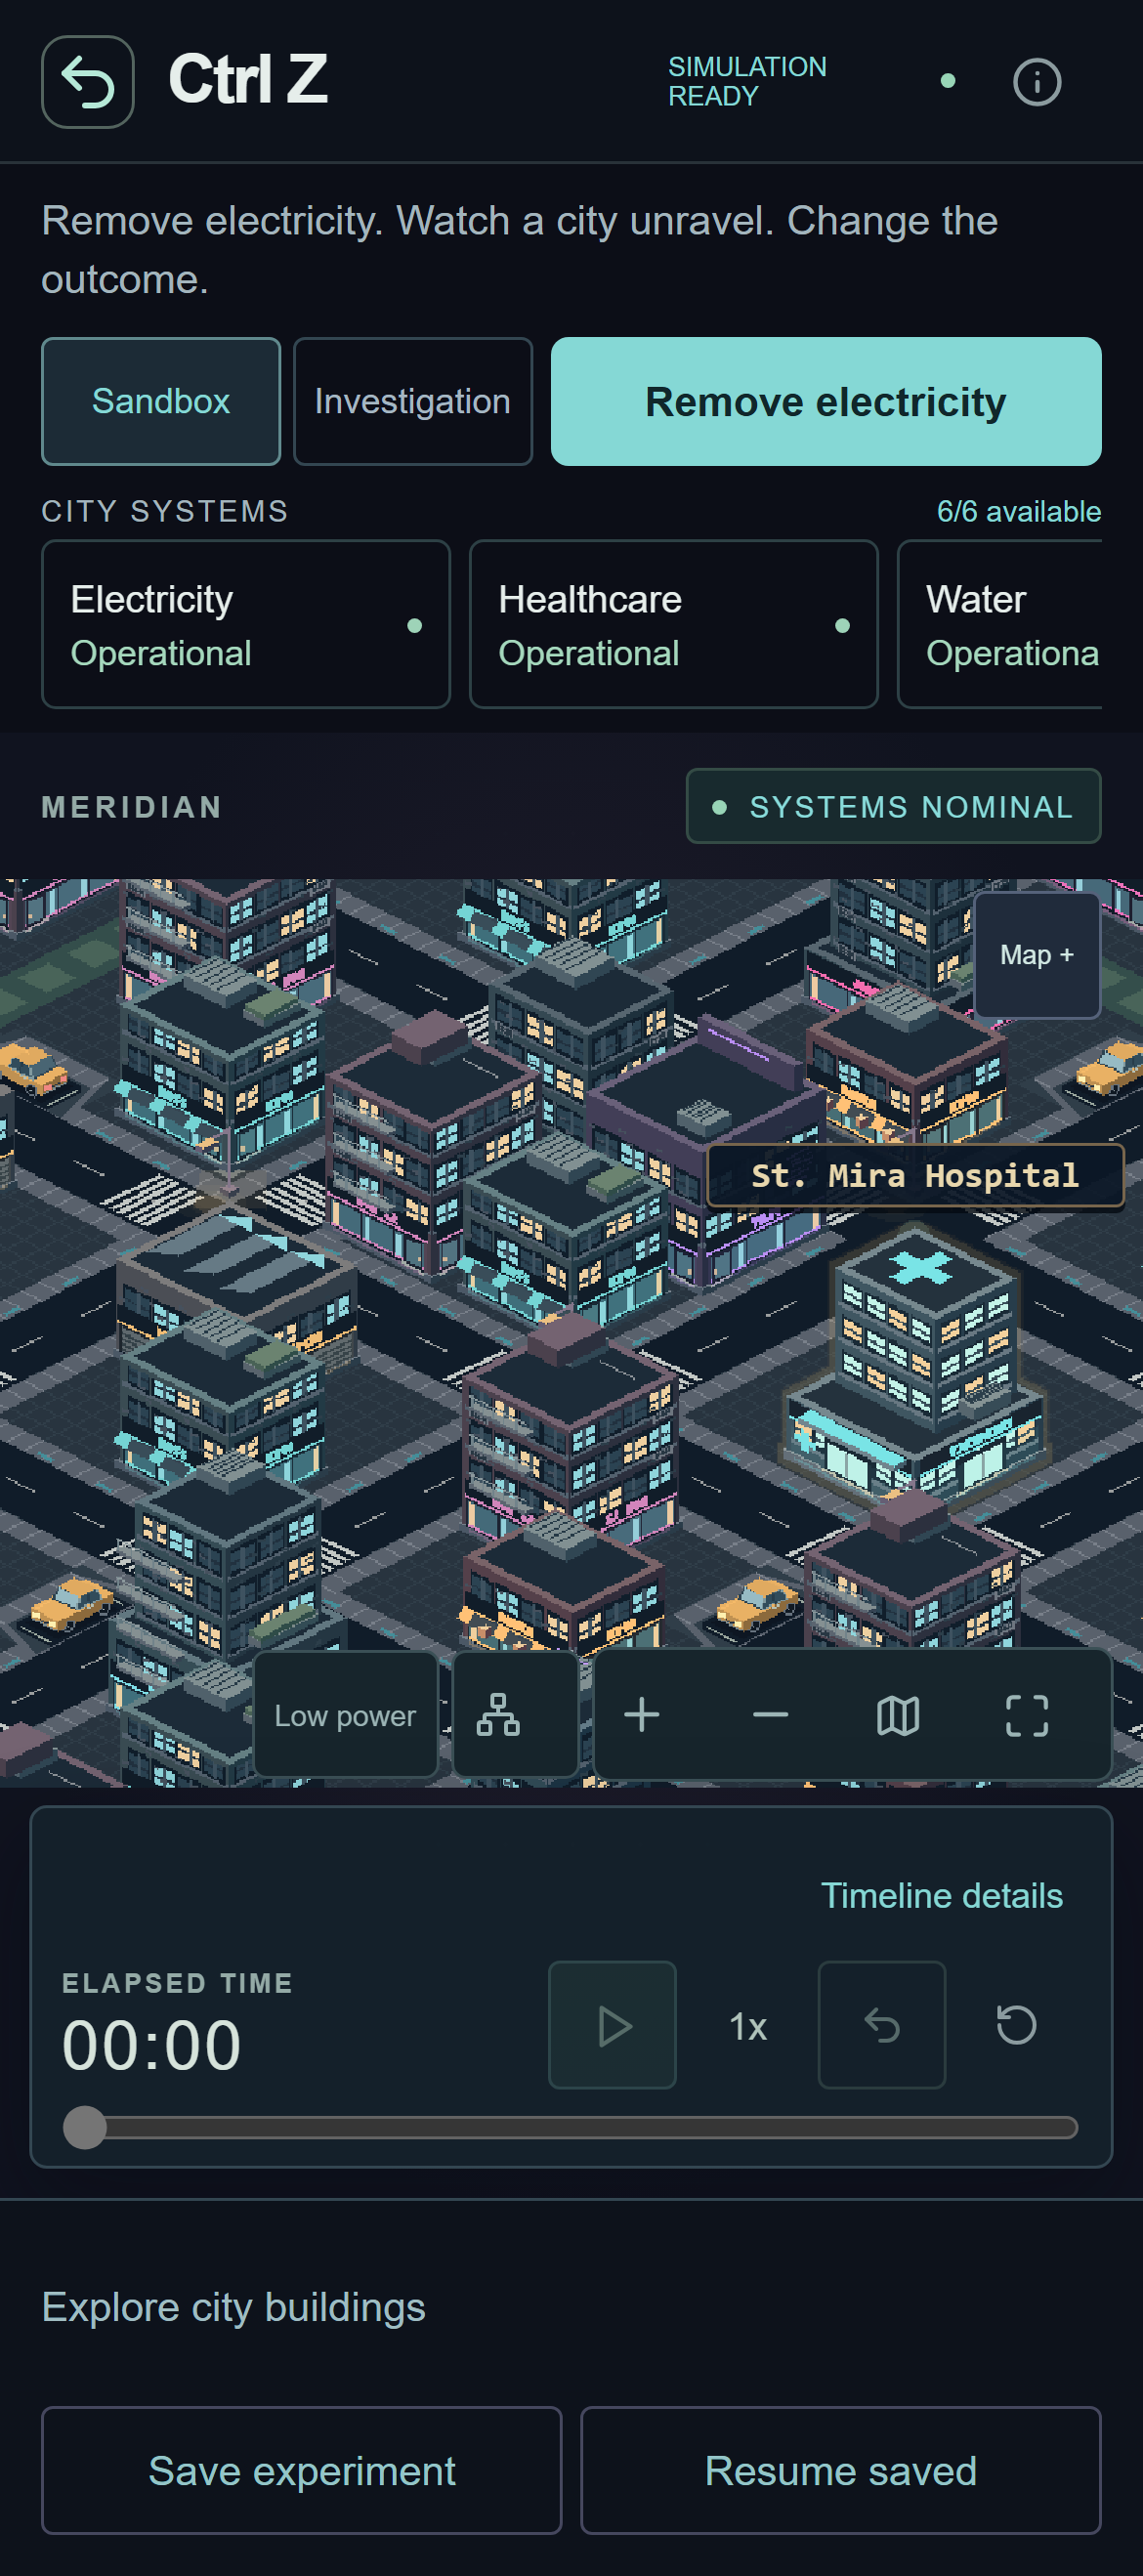 Ctrl Z
SIMULATION
READY
Remove electricity. Watch a city unravel. Change the
outcome.
Sandbox
Investigation
Remove electricity
CITY SYSTEMS
6/6 available
Electricity
Operational
Healthcare
Operational
Water
Operationa
MERIDIAN
SYSTEMS NOMINAL
Map +
St. Mira Hospital
Low power
Timeline details
ELAPSED TIME
00:00
1x
Explore city buildings
Save experiment
Resume saved